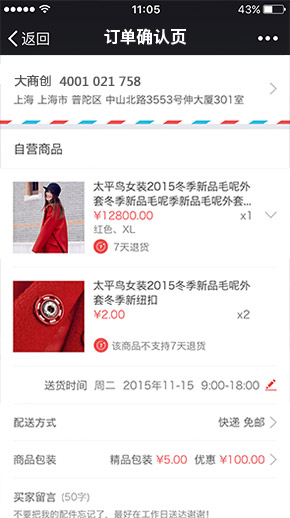 11:05
43%
返回
订单确认页
大商创 4001 021 758
上海 上海市 普陀区 中山北路3553号伸大厦301室
自营商品
太平鸟女装2015冬季新品毛呢外
套冬季新品毛呢季新品毛呢外套...
¥12800.00 x1
红色、XL
7天退货
太平鸟女装2015冬季新品毛呢外
套冬季新纽扣
¥2.00 x2
该商品不支持7天退货
送货时间 周二 2015年11-15 9:00-18:00
配送方式 快递 免邮
商品包装 精品包装 ¥5.00 优惠 ¥100.00
买家留言 (50字)
不要把我的配件忘记了、最好在工作日送达谢谢!